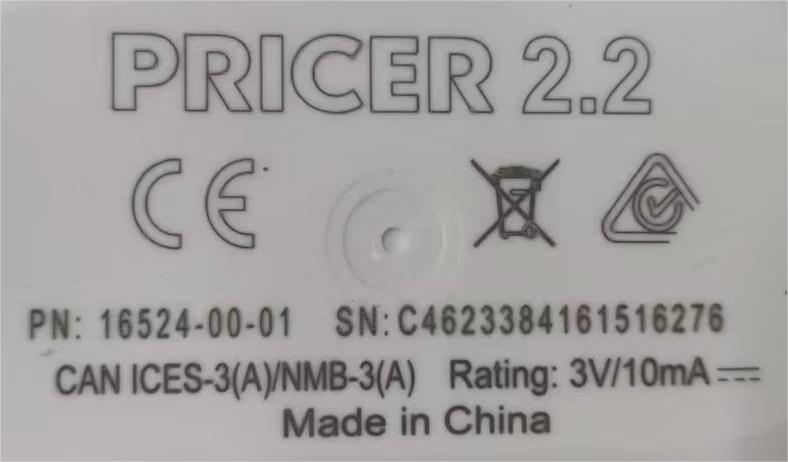 PRICER 2.2
CE
PN: 16524-00-01 SN: C4623384161516276
CAN ICES-3(A)/NMB-3(A) Rating: 3V/10mA
Made in China